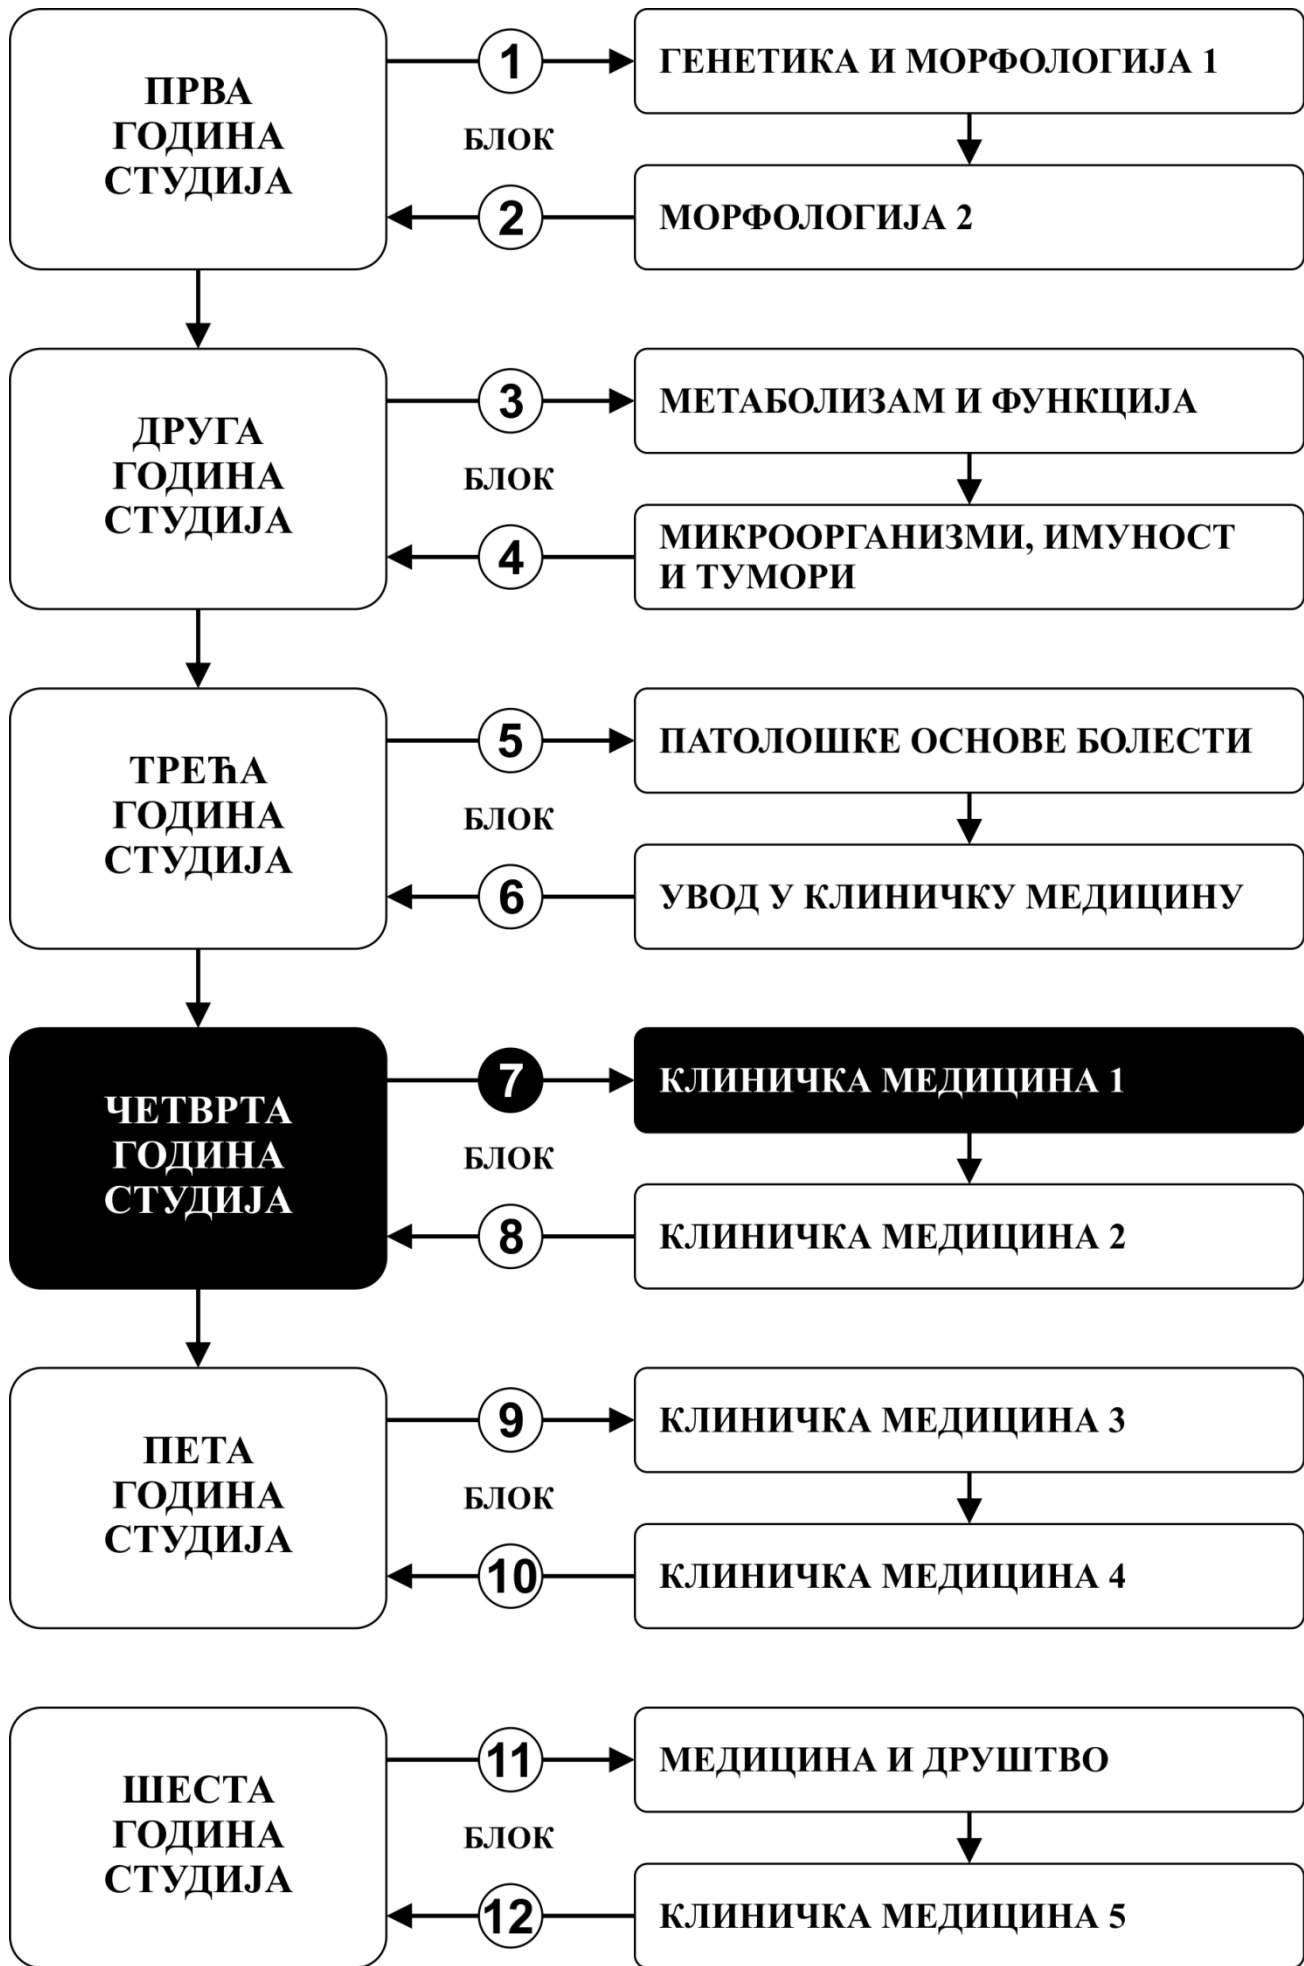 ПРВА
ГОДИНА
СТУДИЈА
1
БЛОК
2
ГЕНЕТИКА И МОРФОЛОГИЈА 1
МОРФОЛОГИЈА 2
ДРУГА
ГОДИНА
СТУДИЈА
3
БЛОК
4
МЕТАБОЛИЗАМ И ФУНКЦИЈА
МИКРООРГАНИЗМИ, ИМУНОСТ
И ТУМОРИ
ТРЕЋА
ГОДИНА
СТУДИЈА
5
БЛОК
6
ПАТОЛОШКЕ ОСНОВЕ БОЛЕСТИ
УВОД У КЛИНИЧКУ МЕДИЦИНУ
ЧЕТВРТА
ГОДИНА
СТУДИЈА
7
БЛОК
8
КЛИНИЧКА МЕДИЦИНА 1
КЛИНИЧКА МЕДИЦИНА 2
ПЕТА
ГОДИНА
СТУДИЈА
9
БЛОК
10
КЛИНИЧКА МЕДИЦИНА 3
КЛИНИЧКА МЕДИЦИНА 4
ШЕСТА
ГОДИНА
СТУДИЈА
11
БЛОК
12
МЕДИЦИНА И ДРУШТВО
КЛИНИЧКА МЕДИЦИНА 5